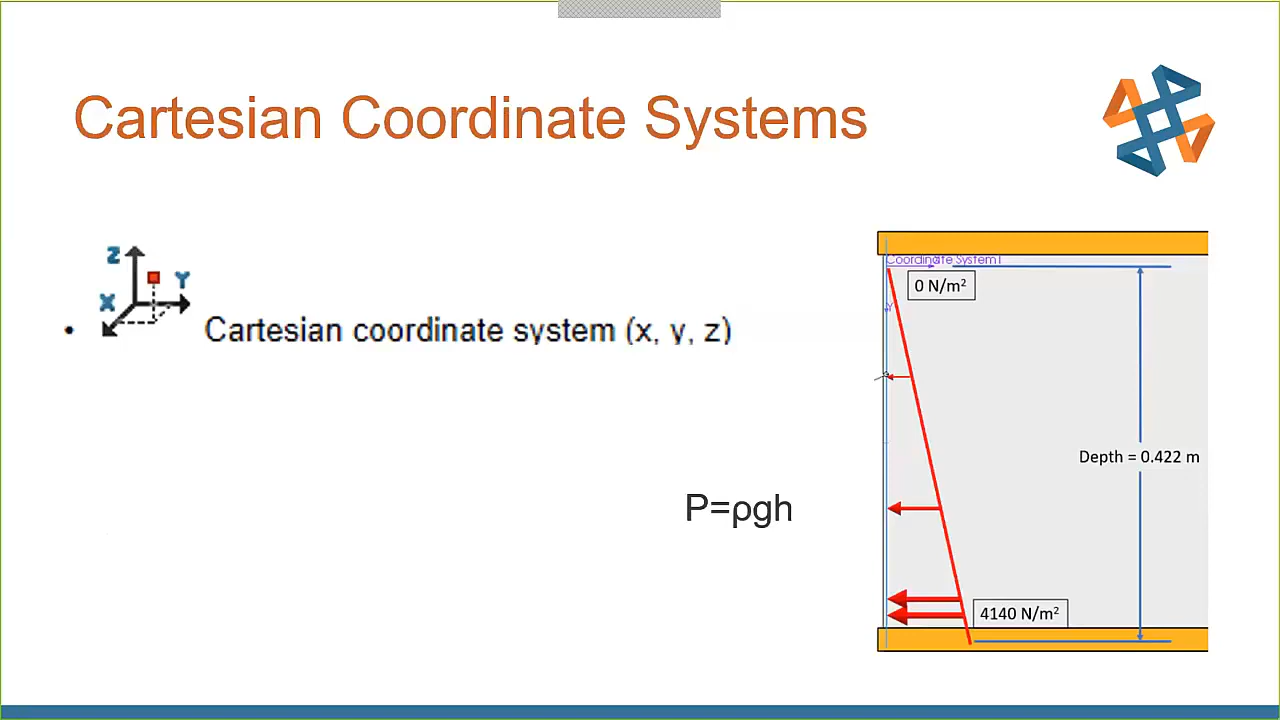 Cartesian Coordinate Systems
Z
Y
X
• Cartesian coordinate system (x, y, z)
P=ρgh
Coordinate System1
0 N/m²
Y
Depth = 0.422 m
4140 N/m²